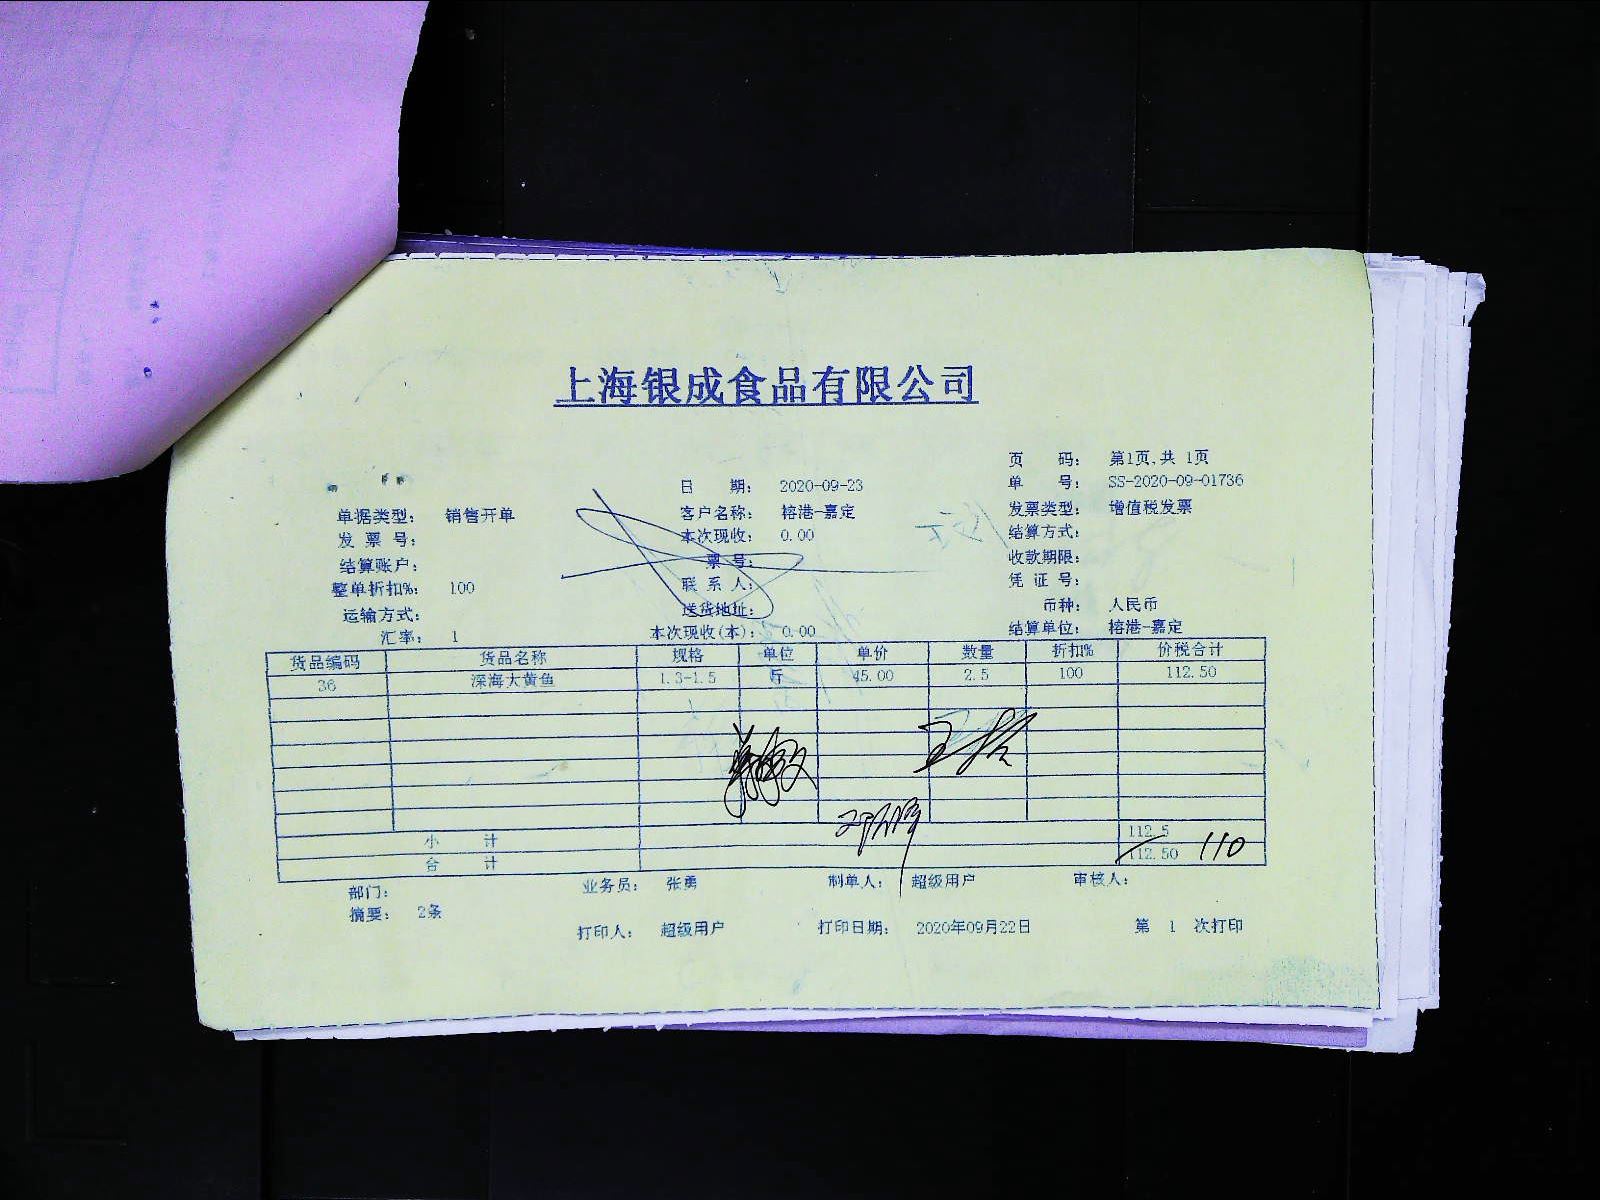 上海银成食品有限公司
页 码： 第1页,共 1页
日 期： 2020-09-23 单 号： SS-2020-09-01736
单据类型： 销售开单 客户名称： 榕港-嘉定 发票类型： 增值税发票
发 票 号： 本次现收： 0.00 结算方式：
结算账户： 票号： 收款期限：
整单折扣%： 100 联 系 人： 凭 证 号：
运输方式： 送货地址： 币种： 人民币
汇率： 1 本次现收(本)： 0.00 结算单位： 榕港-嘉定
货品编码 货品名称 规格 单位 单价 数量 折扣% 价税合计
36 深海大黄鱼 1.3-1.5 斤 45.00 2.5 100 112.50
小 计 112.5
合 计 112.50 110
部门： 业务员： 张勇 制单人： 超级用户 审核人：
摘要： 2条
打印人： 超级用户 打印日期： 2020年09月22日 第 1 次打印